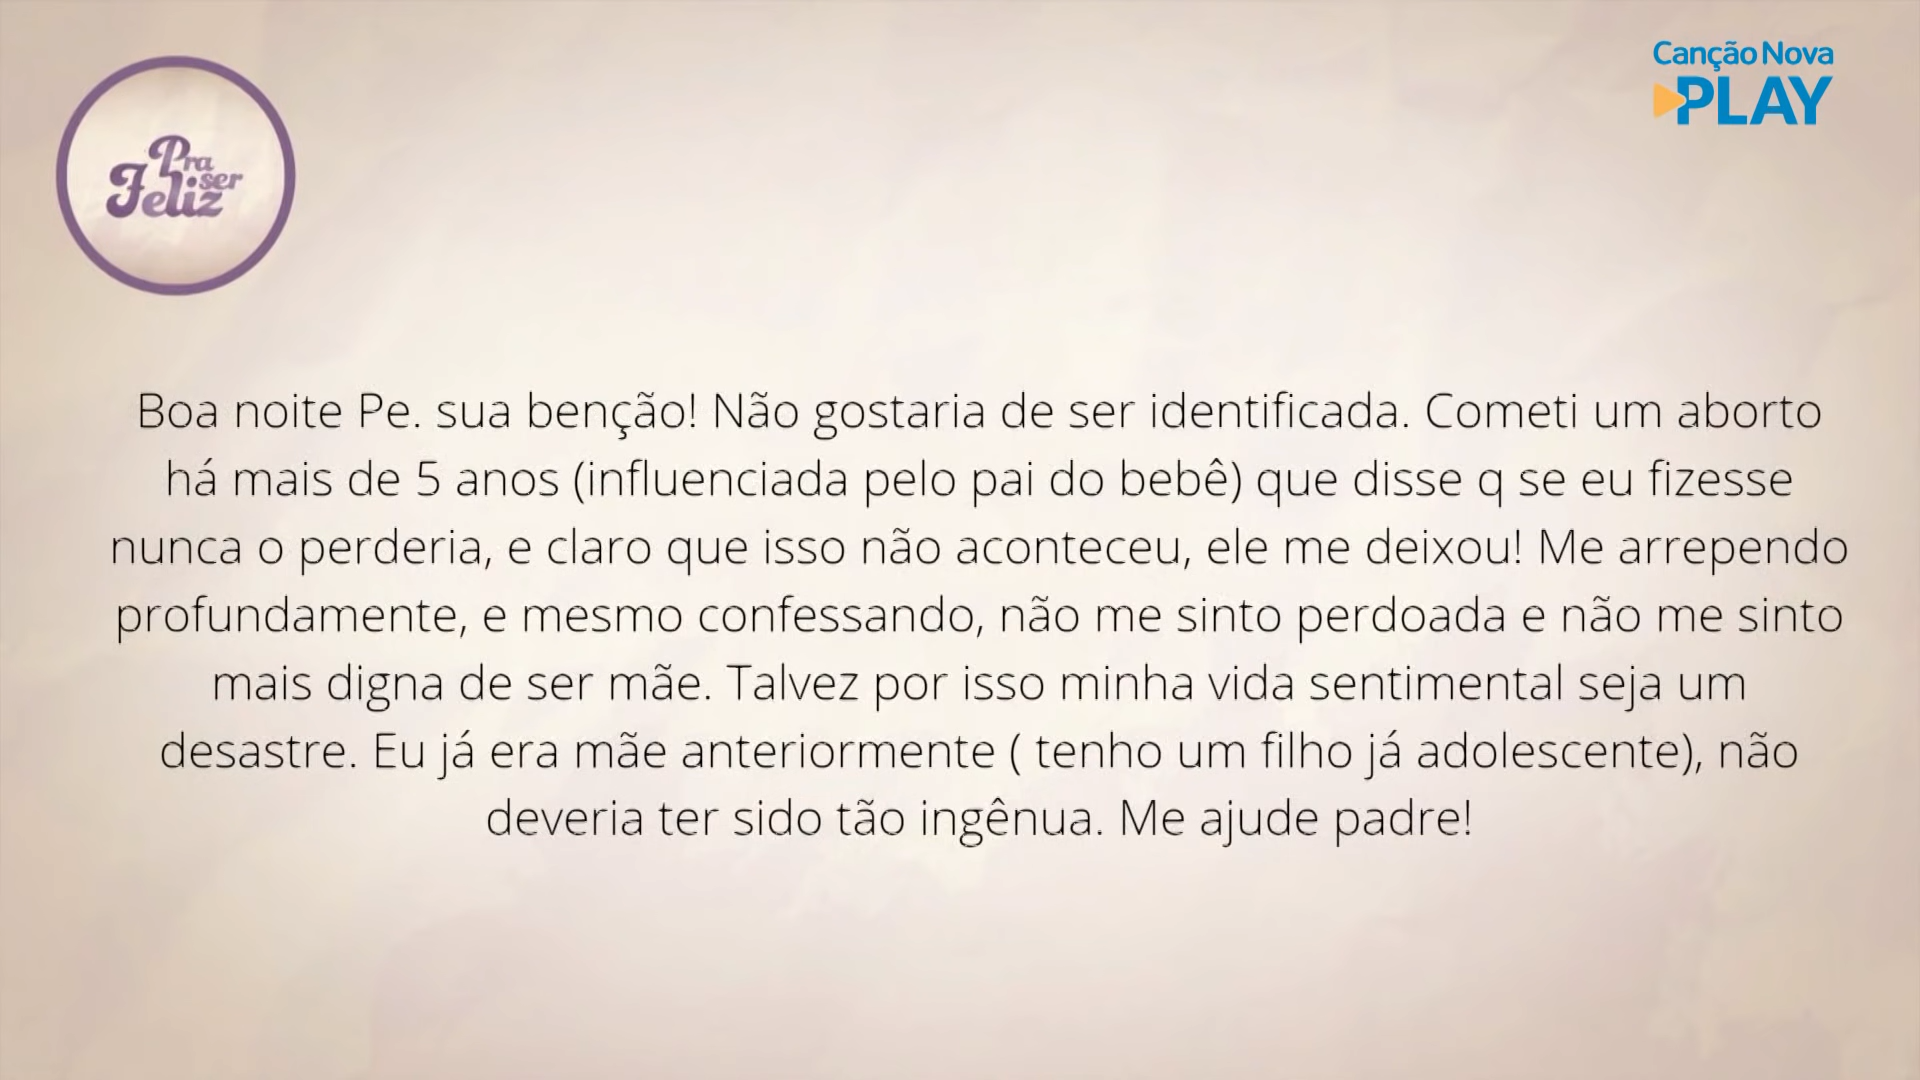 Canção Nova
PLAY
Pra
ser
Feliz
Boa noite Pe. sua benção! Não gostaria de ser identificada. Cometi um aborto
há mais de 5 anos (influenciada pelo pai do bebê) que disse q se eu fizesse
nunca o perderia, e claro que isso não aconteceu, ele me deixou! Me arrependo
profundamente, e mesmo confessando, não me sinto perdoada e não me sinto
mais digna de ser mãe. Talvez por isso minha vida sentimental seja um
desastre. Eu já era mãe anteriormente ( tenho um filho já adolescente), não
deveria ter sido tão ingênua. Me ajude padre!